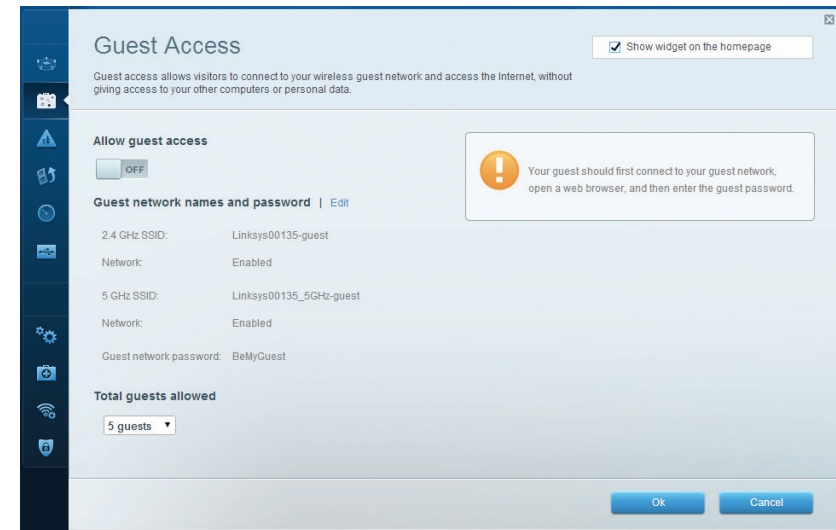 Guest Access
Show widget on the homepage
Guest access allows visitors to connect to your wireless guest network and access the Internet, without
giving access to your other computers or personal data.
Allow guest access
OFF
Your guest should first connect to your guest network,
open a web browser, and then enter the guest password.
Guest network names and password | Edit
2.4 GHz SSID: Linksys00135-guest
Network: Enabled
5 GHz SSID: Linksys00135_5GHz-guest
Network: Enabled
Guest network password: BeMyGuest
Total guests allowed
5 guests
Ok Cancel